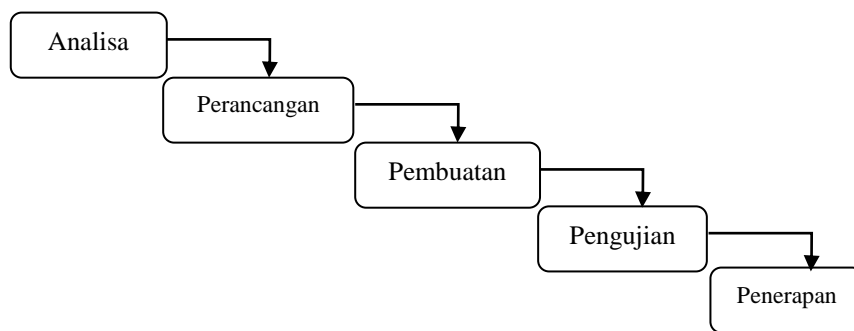 Analisa
Perancangan
Pembuatan
Pengujian
Penerapan